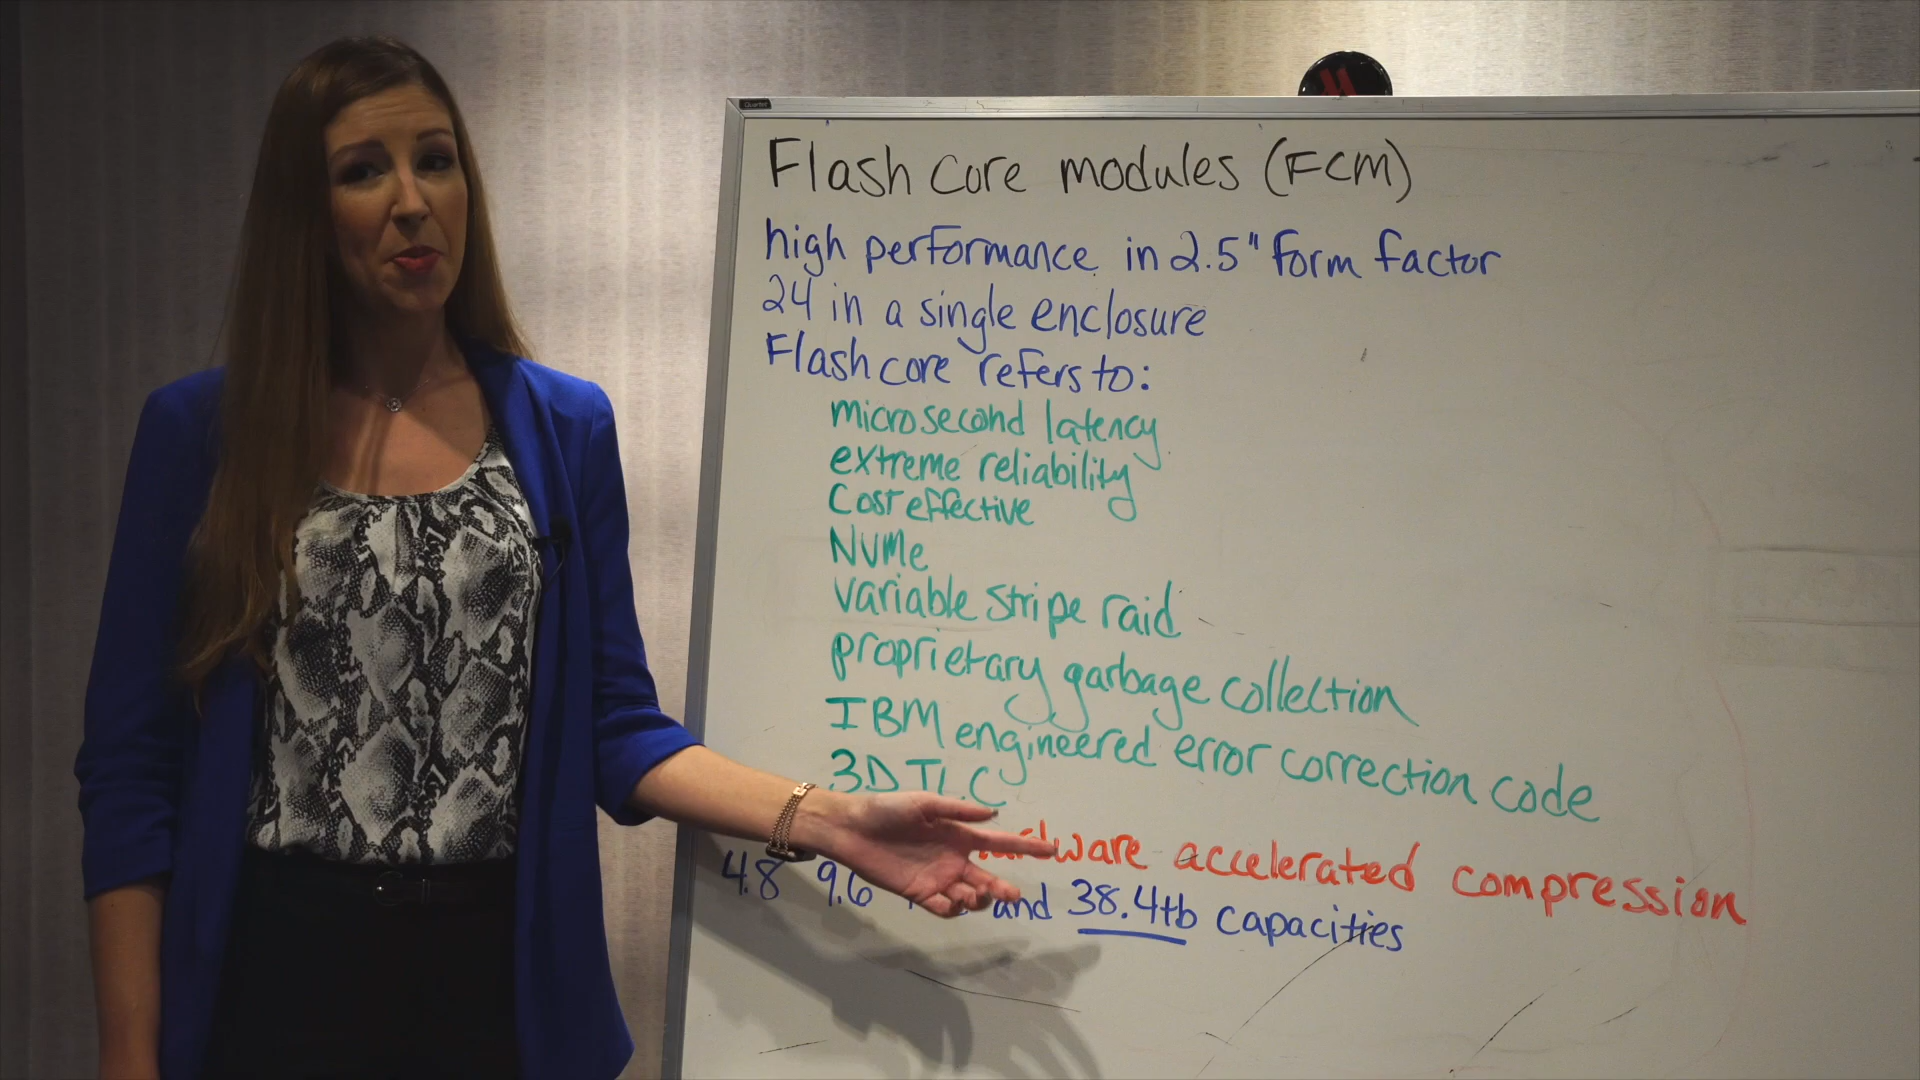 Quartet
Flash Core modules (FCM)
high performance in 2.5" form factor
24 in a single enclosure
Flash core refers to:
microsecond latency
extreme reliability
Cost effective
NVMe
variable stripe raid
proprietary garbage collection
IBM engineered error correction code
3D TLC
hardware accelerated compression
4.8 9.6 and 38.4tb capacities